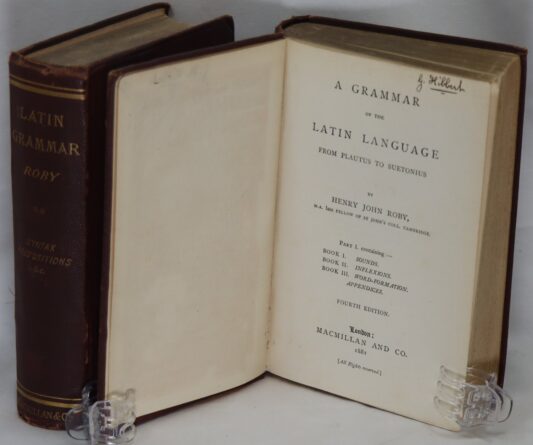 LATIN
GRAMMAR
ROBY
SYNTAX
PREPOSITIONS
&c.
MILLAN & Co
G. Hibbert
A GRAMMAR
OF THE
LATIN LANGUAGE
FROM PLAUTUS TO SUETONIUS
BY
HENRY JOHN ROBY,
M.A. late FELLOW OF ST JOHN'S COLL. CAMBRIDGE.
PART I. containing:—
BOOK I. SOUNDS.
BOOK II. INFLEXIONS.
BOOK III. WORD-FORMATION.
APPENDICES.
FOURTH EDITION.
London:
MACMILLAN AND CO.
1881
[All Rights reserved]